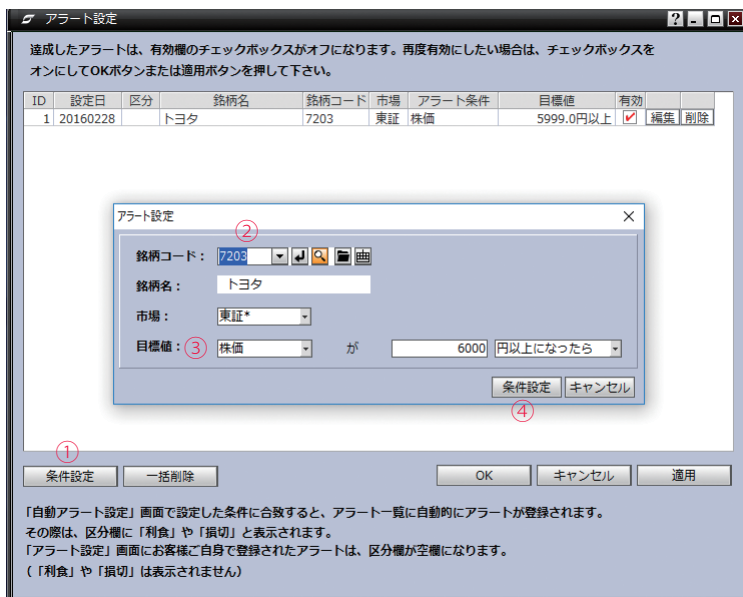 アラート設定
達成したアラートは、有効欄のチェックボックスがオフになります。再度有効にしたい場合は、チェックボックスを
オンにしてOKボタンまたは適用ボタンを押して下さい。
ID 設定日 区分 銘柄名 銘柄コード 市場 アラート条件 目標値 有効
1 20160228 トヨタ 7203 東証 株価 5999.0円以上 編集 削除
アラート設定
②
銘柄コード： 7203
銘柄名： トヨタ
市場： 東証*
目標値： ③ 株価 が 6000 円以上になったら
条件設定 キャンセル
④
①
条件設定 一括削除 OK キャンセル 適用
「自動アラート設定」画面で設定した条件に合致すると、アラート一覧に自動的にアラートが登録されます。
その際は、区分欄に「利食」や「損切」と表示されます。
「アラート設定」画面にお客様ご自身で登録されたアラートは、区分欄が空欄になります。
(「利食」や「損切」は表示されません)